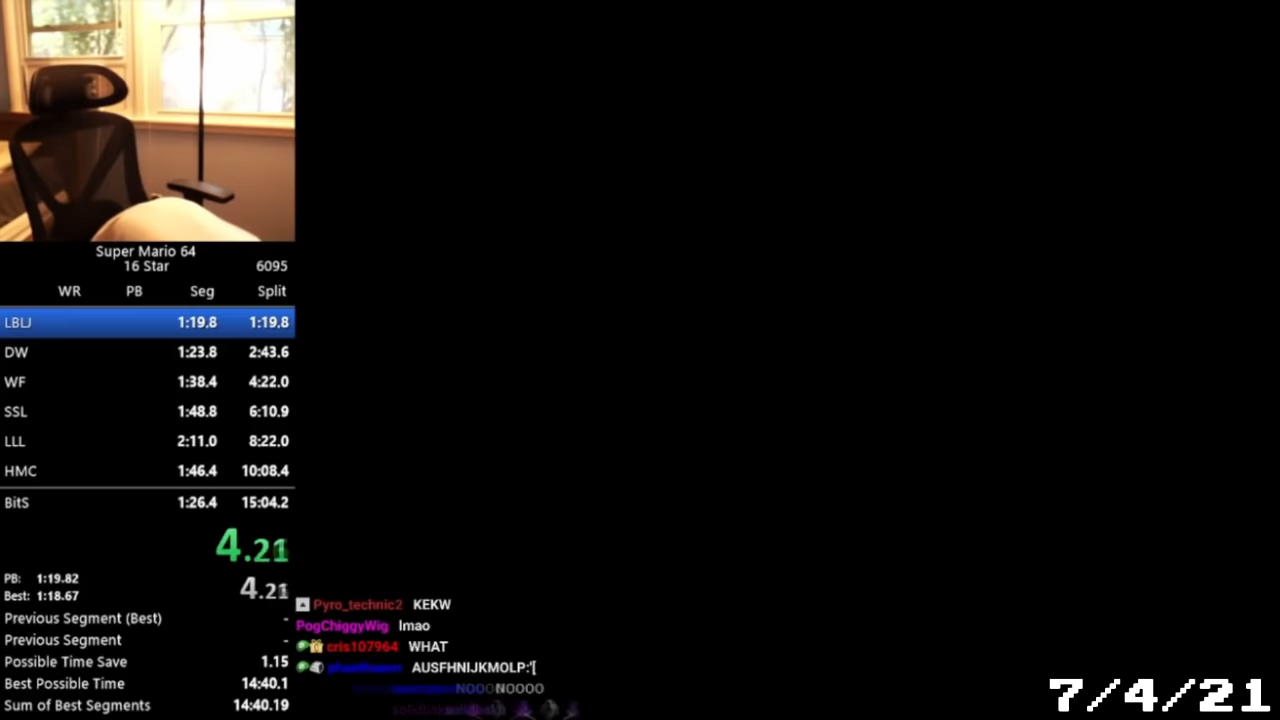 Super Mario 64
16 Star 6095
WR PB Seg Split
LBLJ 1:19.8 1:19.8
DW 1:23.8 2:43.6
WF 1:38.4 4:22.0
SSL 1:48.8 6:10.9
LLL 2:11.0 8:22.0
HMC 1:46.4 10:08.4
BitS 1:26.4 15:04.2
4.21
PB: 1:19.82
Best: 1:18.67
4.21
Previous Segment (Best) -
Previous Segment -
Possible Time Save 1.15
Best Possible Time 14:40.1
Sum of Best Segments 14:40.19
Pyro_technic2 KEKW
PogChiggyWig lmao
cris107964 WHAT
AUSFHNIJKMOLP:'[
7/4/21